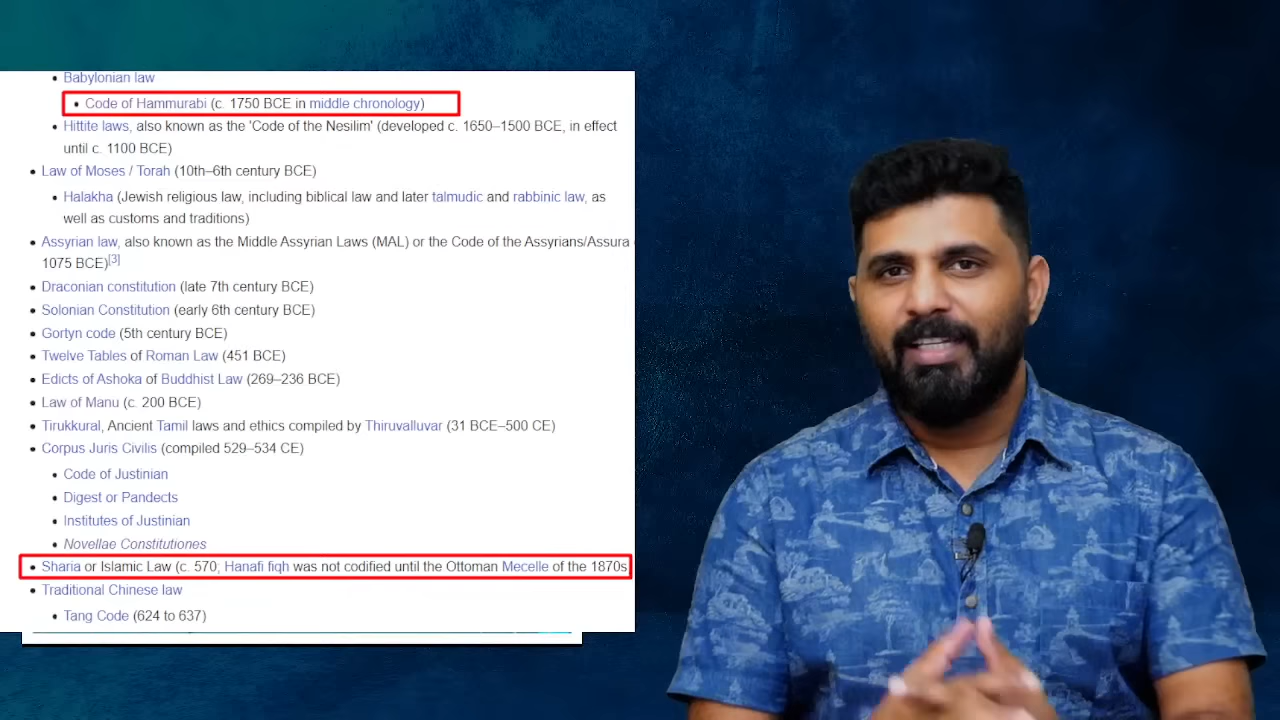 • Babylonian law
• Code of Hammurabi (c. 1750 BCE in middle chronology)
• Hittite laws, also known as the 'Code of the Nesilim' (developed c. 1650–1500 BCE, in effect
until c. 1100 BCE)
• Law of Moses / Torah (10th–6th century BCE)
• Halakha (Jewish religious law, including biblical law and later talmudic and rabbinic law, as
well as customs and traditions)
• Assyrian law, also known as the Middle Assyrian Laws (MAL) or the Code of the Assyrians/Assura
1075 BCE)[3]
• Draconian constitution (late 7th century BCE)
• Solonian Constitution (early 6th century BCE)
• Gortyn code (5th century BCE)
• Twelve Tables of Roman Law (451 BCE)
• Edicts of Ashoka of Buddhist Law (269–236 BCE)
• Law of Manu (c. 200 BCE)
• Tirukkural, Ancient Tamil laws and ethics compiled by Thiruvalluvar (31 BCE–500 CE)
• Corpus Juris Civilis (compiled 529–534 CE)
• Code of Justinian
• Digest or Pandects
• Institutes of Justinian
• Novellae Constitutiones
• Sharia or Islamic Law (c. 570; Hanafi fiqh was not codified until the Ottoman Mecelle of the 1870s
• Traditional Chinese law
• Tang Code (624 to 637)